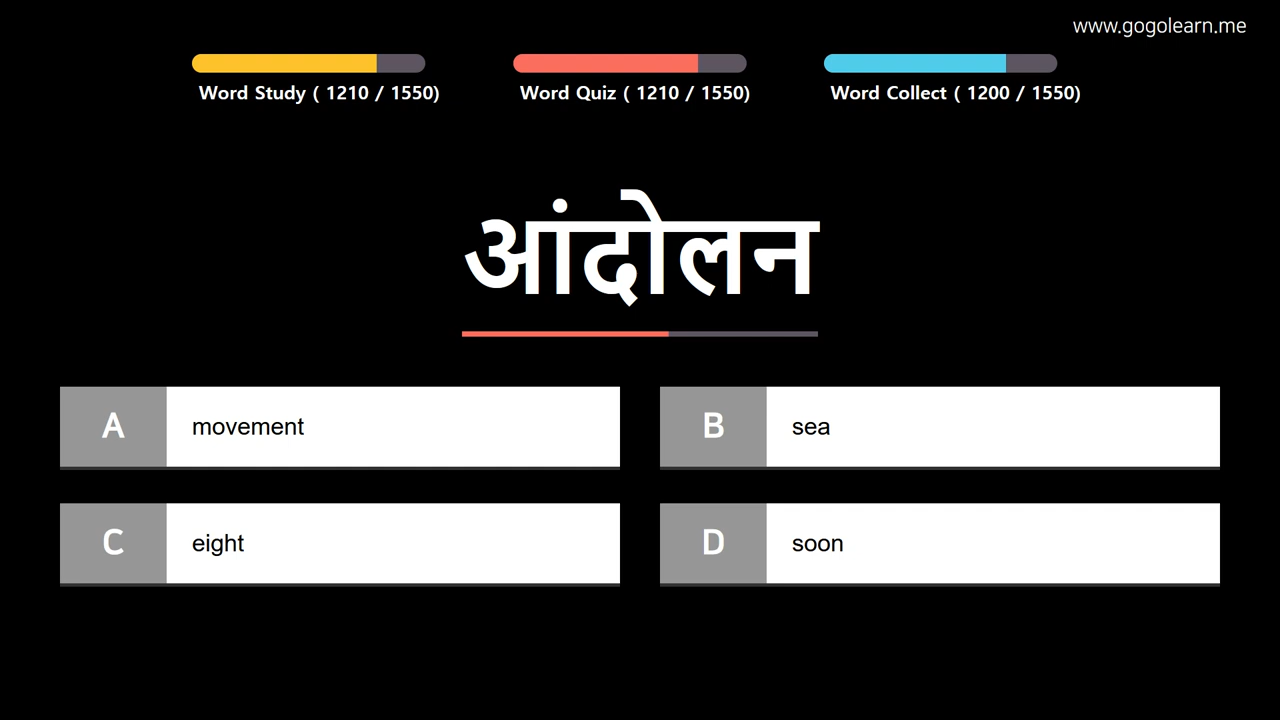 www.gogolearn.me
Word Study ( 1210 / 1550)
Word Quiz ( 1210 / 1550)
Word Collect ( 1200 / 1550)
आंदोलन
A movement
B sea
C eight
D soon